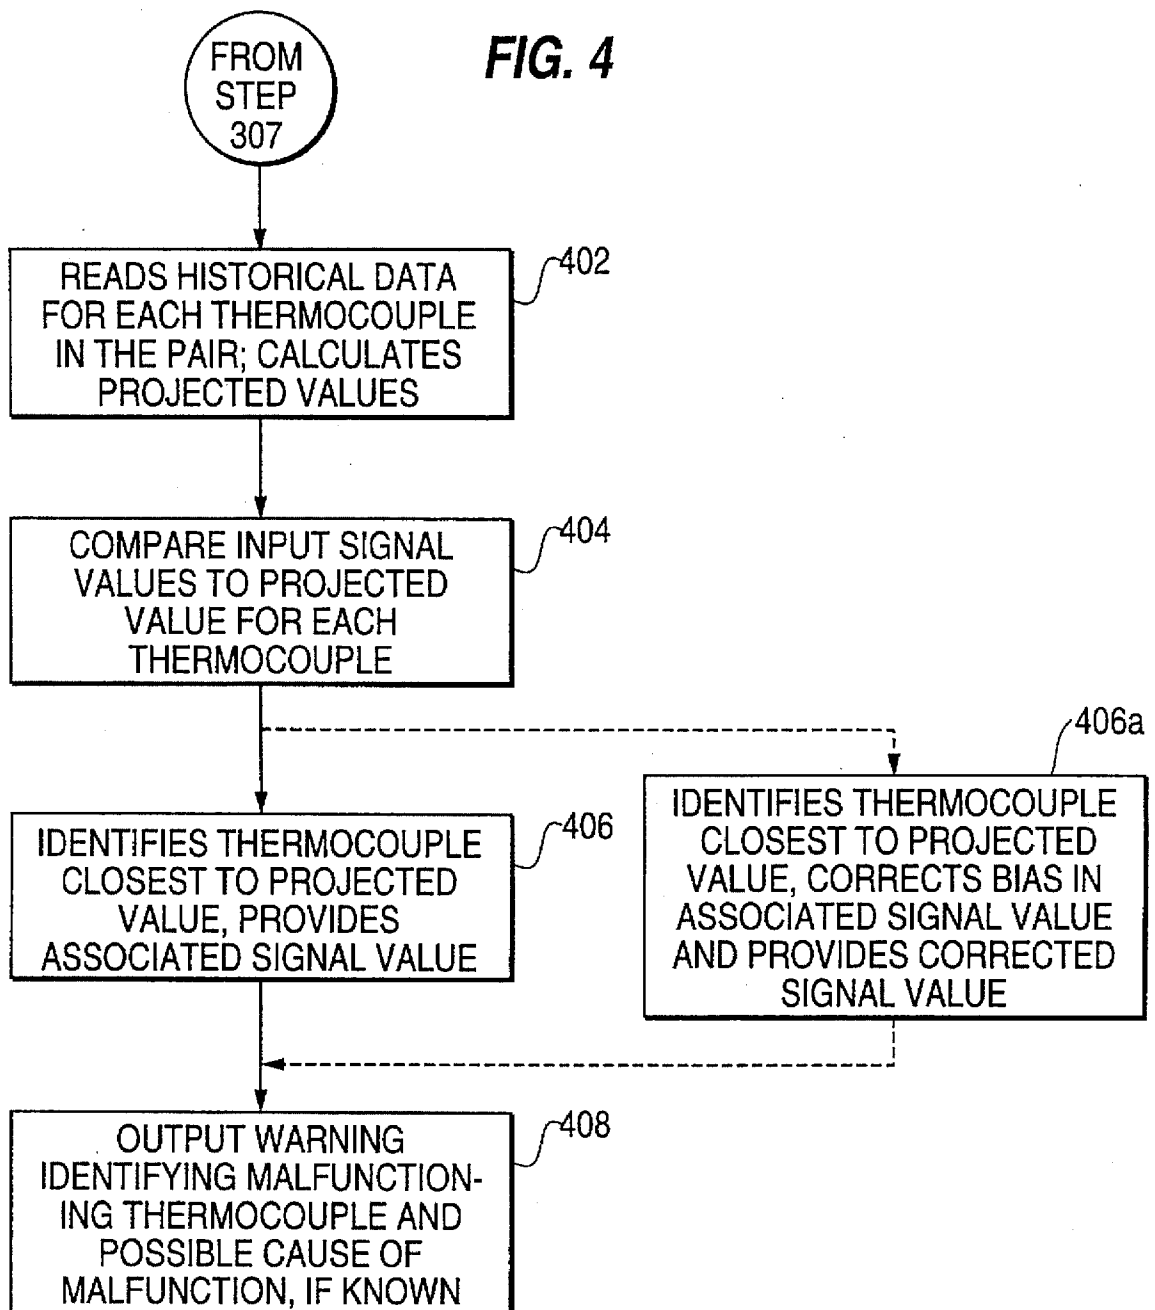 FIG. 4
FROM
STEP
307
402
READS HISTORICAL DATA
FOR EACH THERMOCOUPLE
IN THE PAIR; CALCULATES
PROJECTED VALUES
404
COMPARE INPUT SIGNAL
VALUES TO PROJECTED
VALUE FOR EACH
THERMOCOUPLE
406
IDENTIFIES THERMOCOUPLE
CLOSEST TO PROJECTED
VALUE, PROVIDES
ASSOCIATED SIGNAL VALUE
406a
IDENTIFIES THERMOCOUPLE
CLOSEST TO PROJECTED
VALUE, CORRECTS BIAS IN
ASSOCIATED SIGNAL VALUE
AND PROVIDES CORRECTED
SIGNAL VALUE
408
OUTPUT WARNING
IDENTIFYING MALFUNCTION-
ING THERMOCOUPLE AND
POSSIBLE CAUSE OF
MALFUNCTION, IF KNOWN